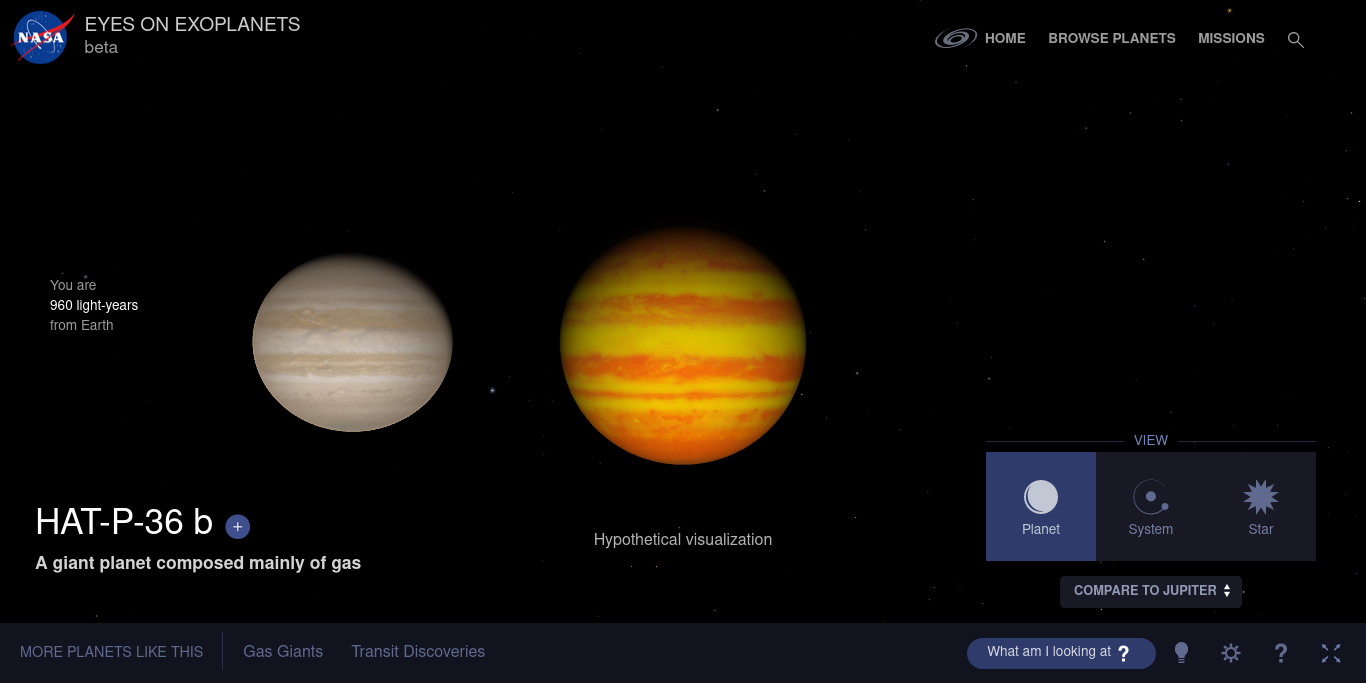 NASA
EYES ON EXOPLANETS
beta
HOME
BROWSE PLANETS
MISSIONS
You are
960 light-years
from Earth
VIEW
Planet
System
Star
HAT-P-36 b +
A giant planet composed mainly of gas
Hypothetical visualization
COMPARE TO JUPITER
MORE PLANETS LIKE THIS
Gas Giants
Transit Discoveries
What am I looking at ?
?